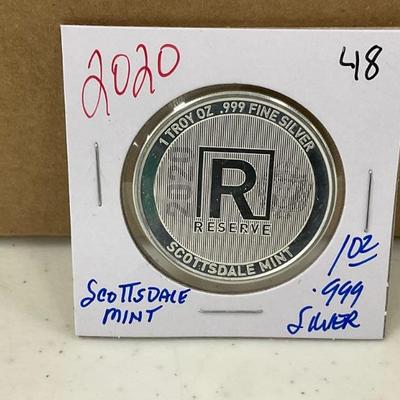 2020
48
1 TROY OZ .999 FINE SILVER
2020
R
RESERVE
SCOTTSDALE MINT
SCOTTSDALE
MINT
1OZ
.999
SILVER